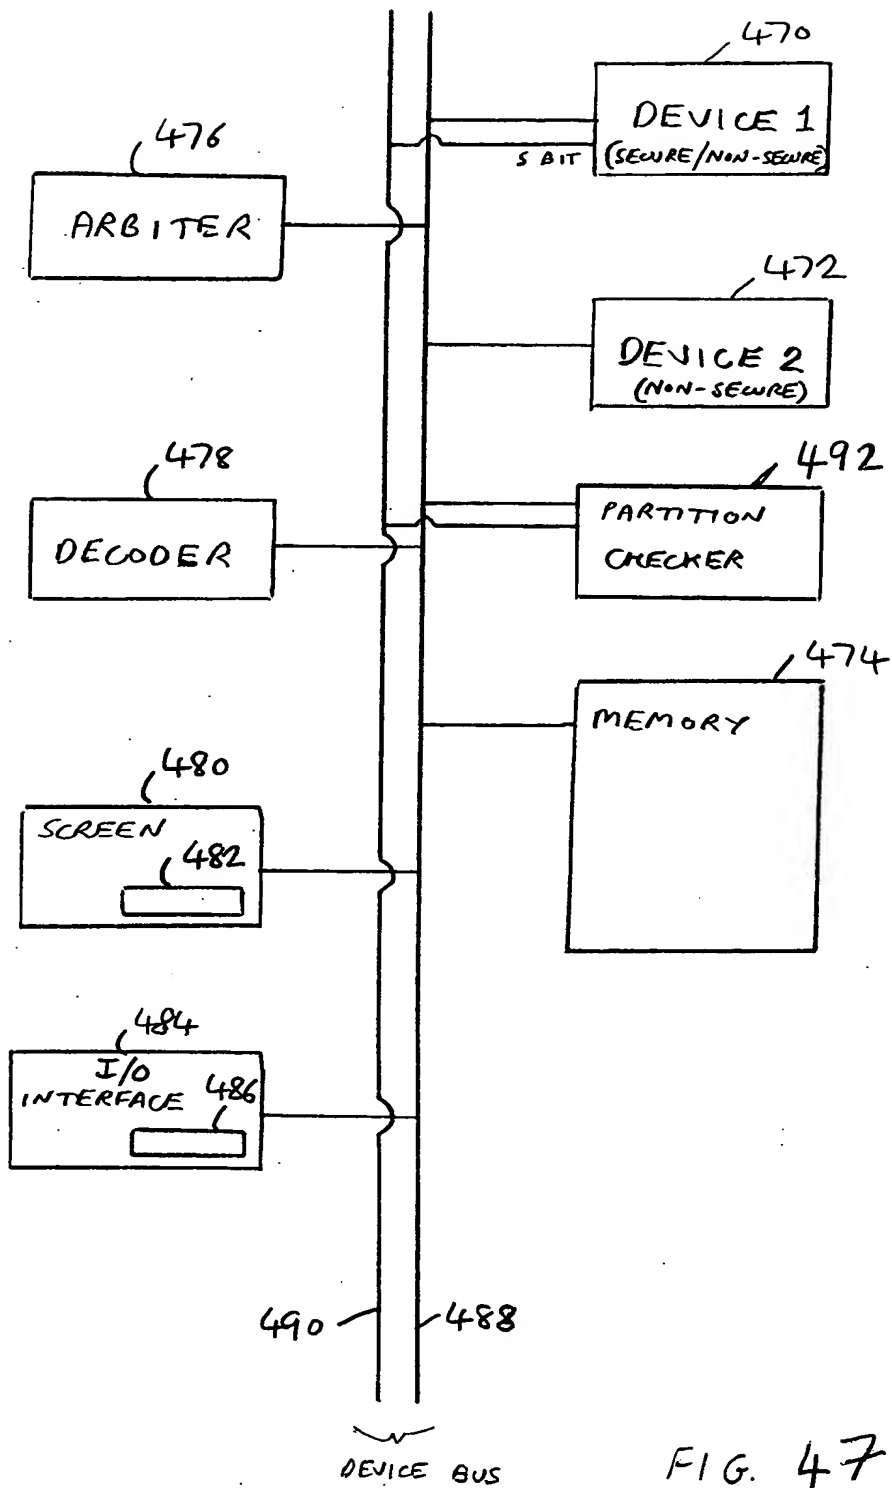 470
DEVICE 1
(SECURE/NON-SECURE)
S BIT
476
ARBITER
472
DEVICE 2
(NON-SECURE)
478
DECODER
492
PARTITION
CHECKER
474
MEMORY
480
SCREEN
482
484
I/O
INTERFACE
486
490
488
DEVICE BUS
FIG. 47